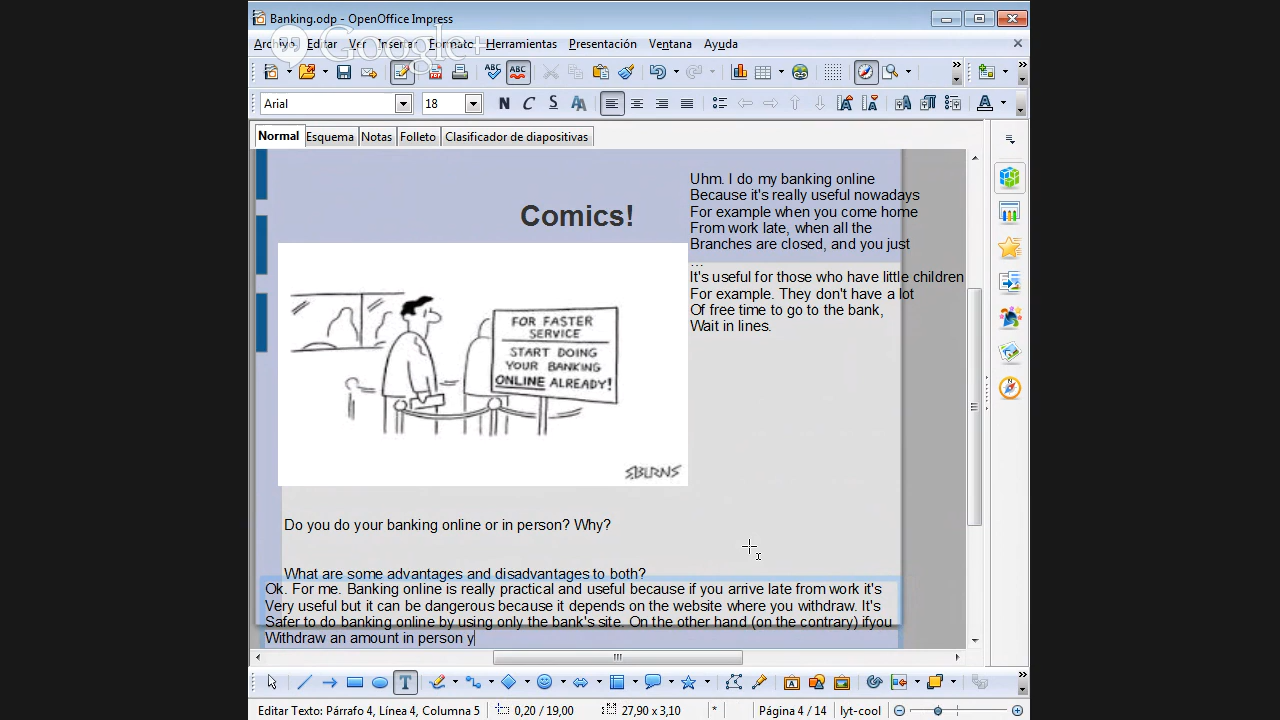 Banking.odp - OpenOffice Impress
Google+
Archivo Editar Ver Insertar Formato Herramientas Presentación Ventana Ayuda
Arial 18 N C S
Normal Esquema Notas Folleto Clasificador de diapositivas
Uhm. I do my banking online
Because it's really useful nowadays
For example when you come home
From work late, when all the
Branches are closed, and you just
...
It's useful for those who have little children
For example. They don't have a lot
Of free time to go to the bank,
Wait in lines.
Comics!
FOR FASTER
SERVICE
START DOING
YOUR BANKING
ONLINE ALREADY!
S.BURNS
Do you do your banking online or in person? Why?
What are some advantages and disadvantages to both?
Ok. For me. Banking online is really practical and useful because if you arrive late from work it's
Very useful but it can be dangerous because it depends on the website where you withdraw. It's
Safer to do banking online by using only the bank's site. On the other hand (on the contrary) ifyou
Withdraw an amount in person y
Editar Texto: Párrafo 4, Línea 4, Columna 5 0,20 / 19,00 27,90 x 3,10 * Página 4 / 14 lyt-cool